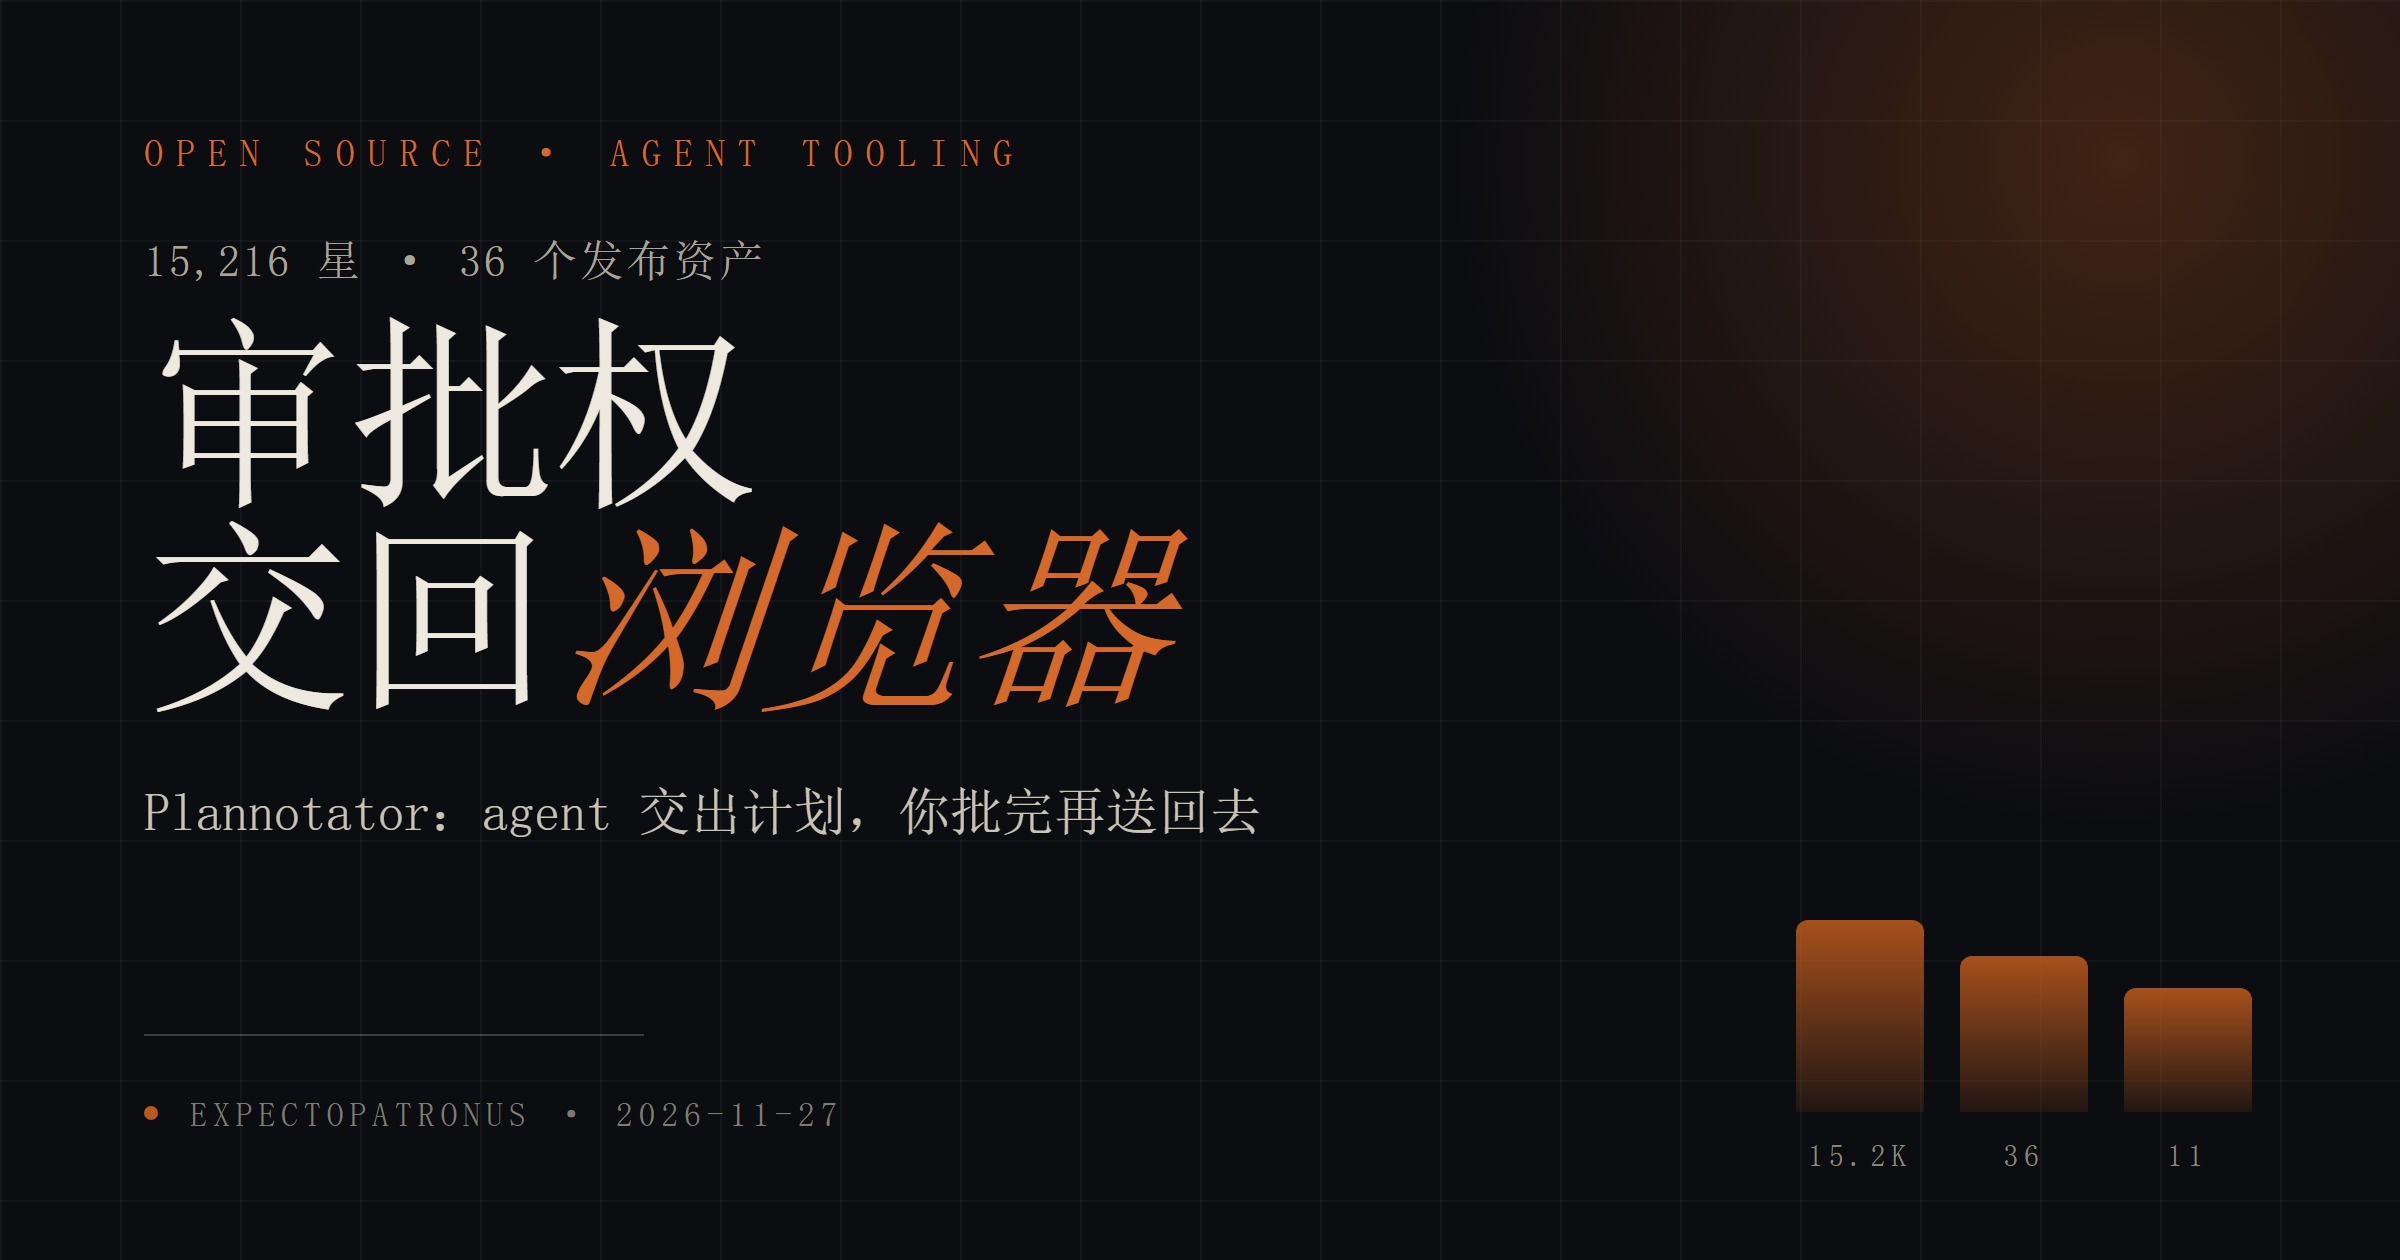 OPEN SOURCE • AGENT TOOLING
15,216 星 • 36 个发布资产
审批权
交回浏览器
Plannotator：agent 交出计划，你批完再送回去
EXPECTOPATRONUS • 2026-11-27
15.2K 36 11